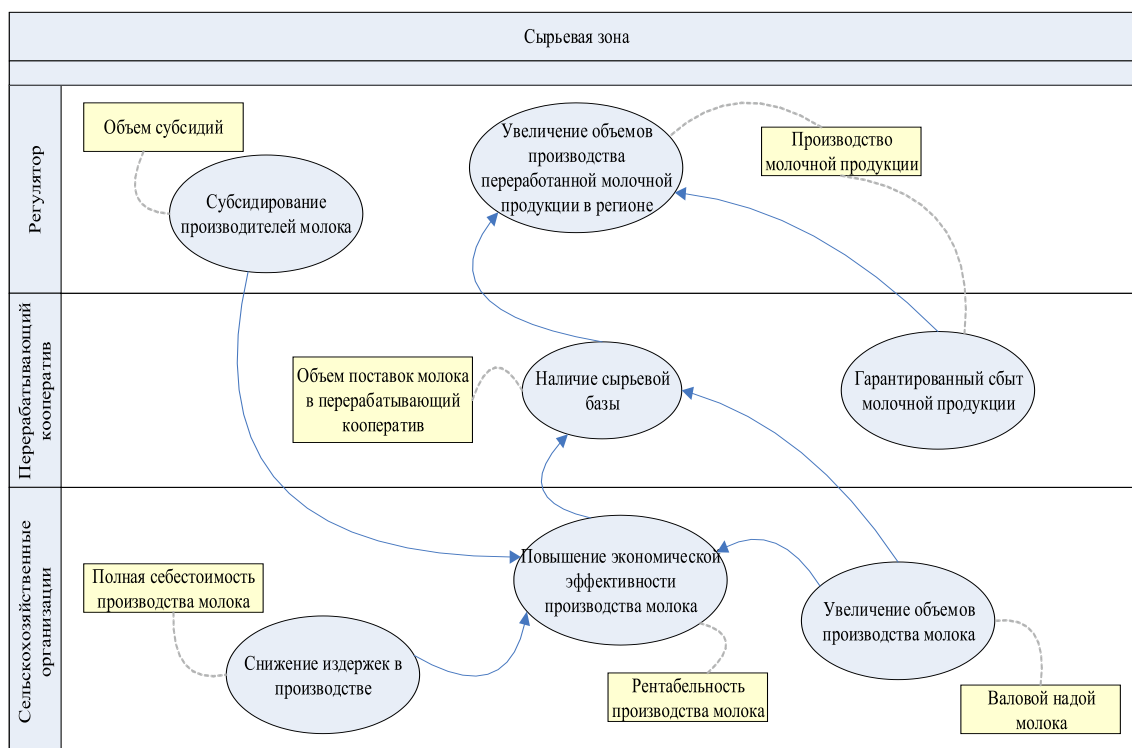 Сырьевая зона
Регулятор
Объем субсидий
Субсидирование
производителей молока
Увеличение объемов
производства
переработанной молочной
продукции в регионе
Производство
молочной продукции
Перерабатывающий
кооператив
Объем поставок молока
в перерабатывающий
кооператив
Наличие сырьевой
базы
Гарантированный сбыт
молочной продукции
Сельскохозяйственные
организации
Полная себестоимость
производства молока
Снижение издержек в
производстве
Повышение экономической
эффективности
производства молока
Рентабельность
производства молока
Увеличение объемов
производства молока
Валовой надой
молока